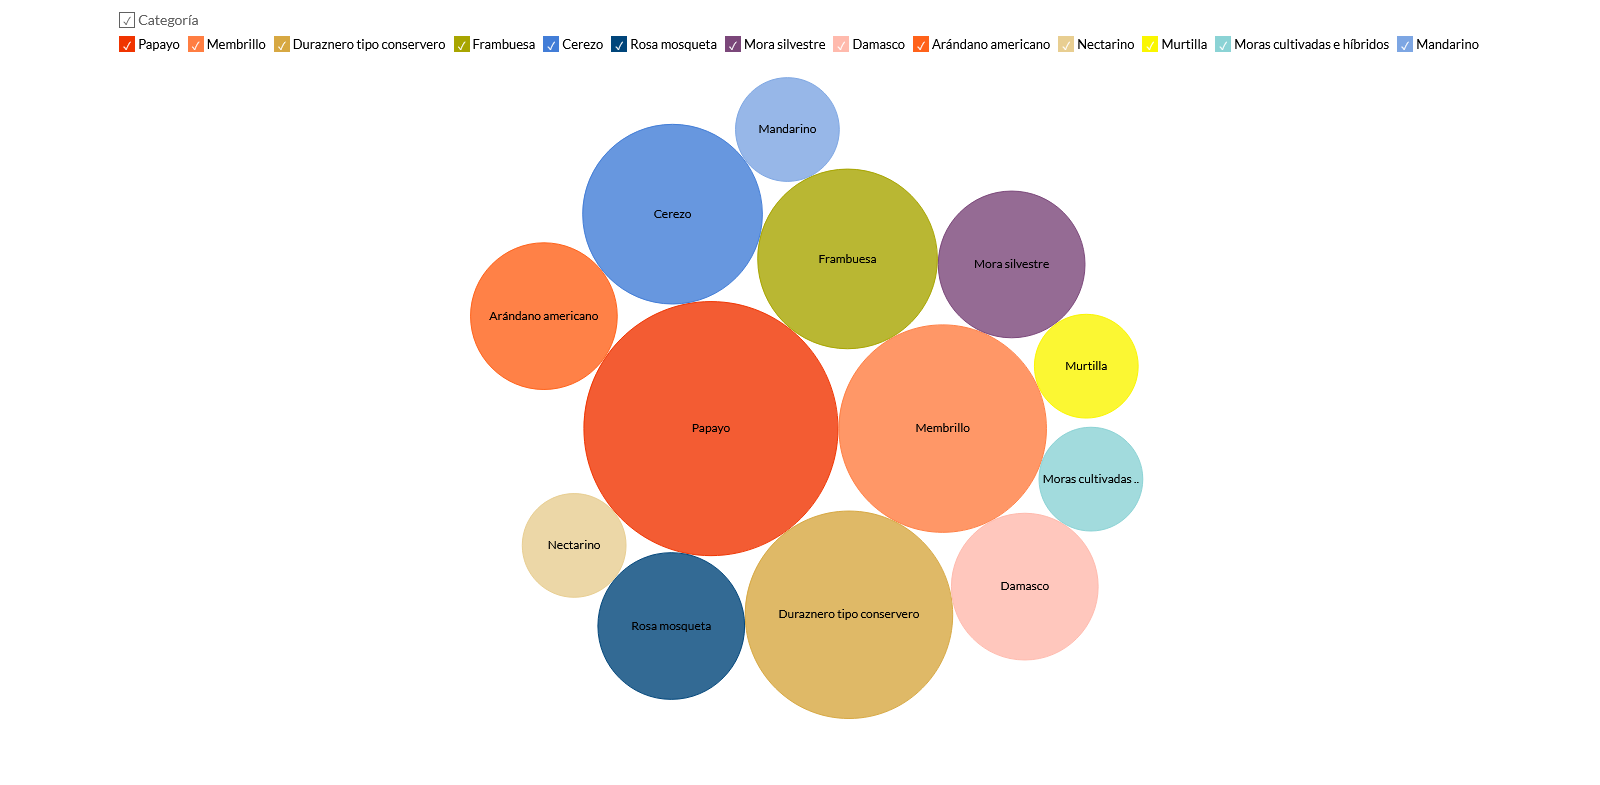 Categoría
Papayo Membrillo Duraznero tipo conservero Frambuesa Cerezo Rosa mosqueta Mora silvestre Damasco Arándano americano Nectarino Murtilla Moras cultivadas e híbridos Mandarino
Mandarino
Cerezo
Frambuesa
Mora silvestre
Arándano americano
Murtilla
Papayo
Membrillo
Moras cultivadas ..
Nectarino
Damasco
Duraznero tipo conservero
Rosa mosqueta